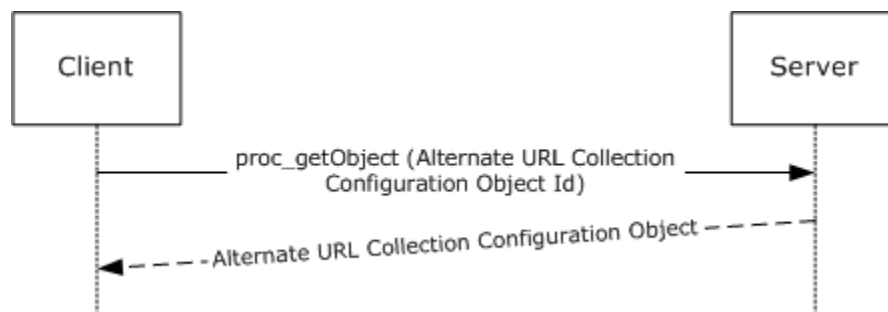 Client
Server
proc_getObject (Alternate URL Collection
Configuration Object Id)
Alternate URL Collection Configuration Object